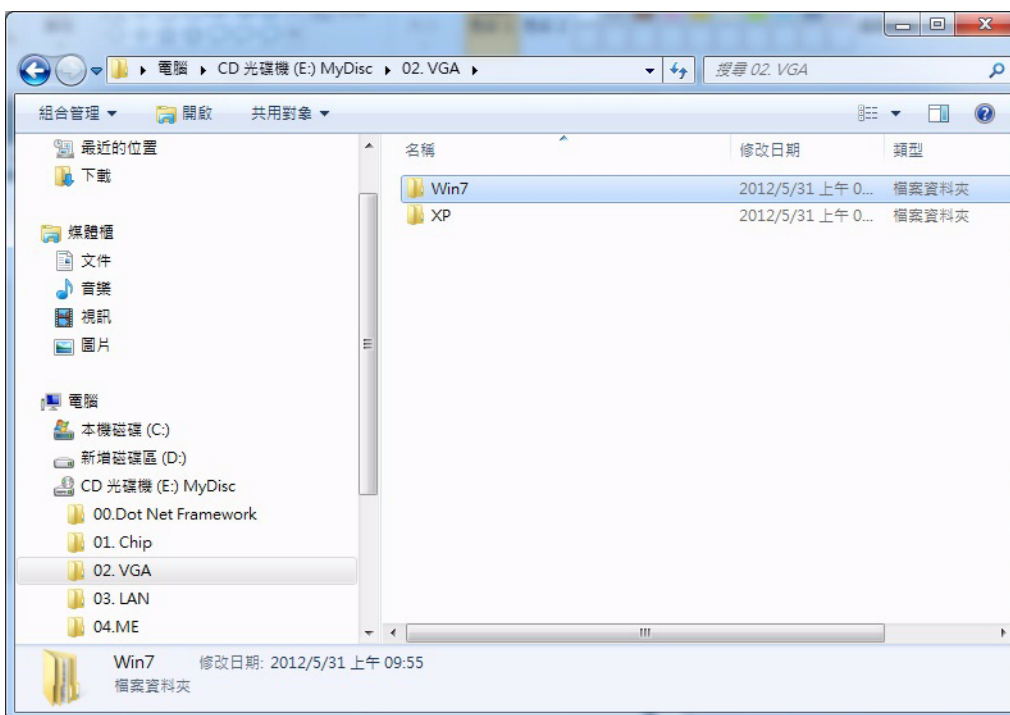 電腦 CD 光碟機 (E:) MyDisc 02. VGA 搜尋 02. VGA
組合管理 開啟 共用對象
最近的位置
下載
媒體櫃
文件
音樂
視訊
圖片
電腦
本機磁碟 (C:)
新增磁碟區 (D:)
CD 光碟機 (E:) MyDisc
00.Dot Net Framework
01. Chip
02. VGA
03. LAN
04.ME
名稱 修改日期 類型
Win7 2012/5/31 上午 0... 檔案資料夾
XP 2012/5/31 上午 0... 檔案資料夾
Win7 修改日期: 2012/5/31 上午 09:55
檔案資料夾